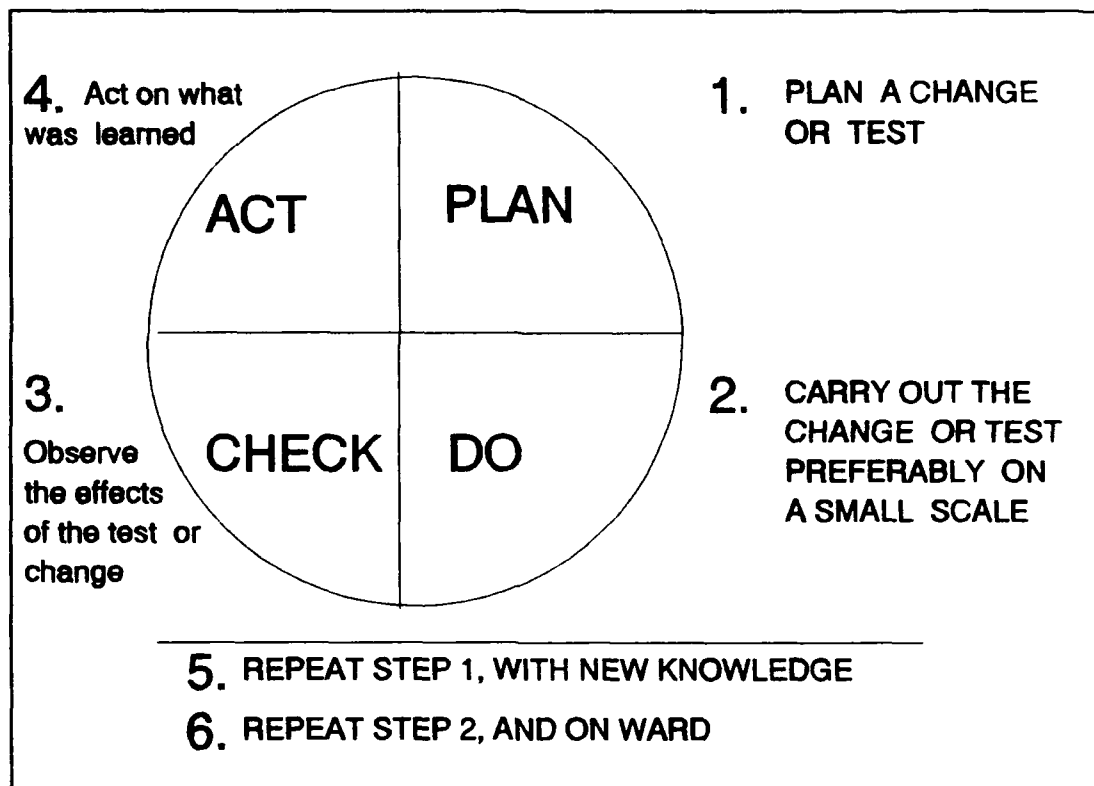 4. Act on what
was learned
ACT
PLAN
1. PLAN A CHANGE
OR TEST
3.
Observe
the effects
of the test or
change
CHECK
DO
2. CARRY OUT THE
CHANGE OR TEST
PREFERABLY ON
A SMALL SCALE
5. REPEAT STEP 1, WITH NEW KNOWLEDGE
6. REPEAT STEP 2, AND ON WARD